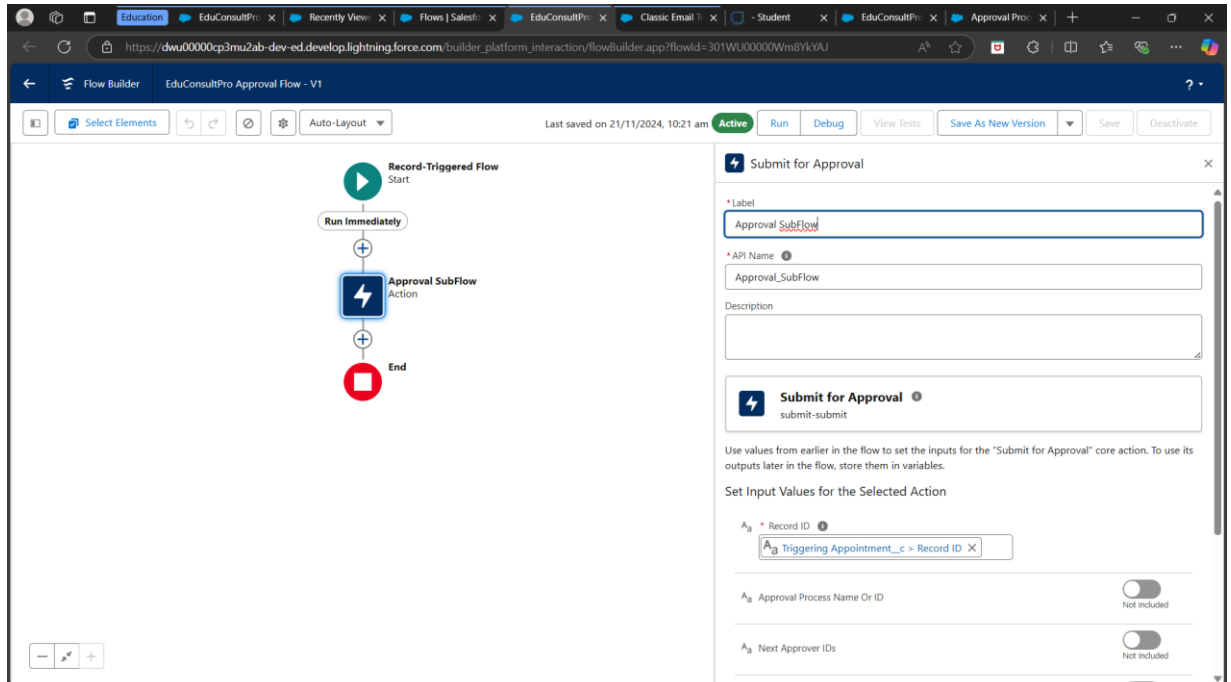 Education
EduConsultPro
Recently View
Flows | Salesfo
EduConsultPro
Classic Email T
- Student
EduConsultPro
Approval Proc
https://dwu00000cp3mu2ab-dev-ed.develop.lightning.force.com/builder_platform_interaction/flowBuilder.app?flowId=301WU00000Wm8YkYAJ
Flow Builder
EduConsultPro Approval Flow - V1
?
Select Elements
Auto-Layout
Last saved on 21/11/2024, 10:21 am
Active
Run
Debug
View Tests
Save As New Version
Save
Deactivate
Record-Triggered Flow
Start
Run Immediately
Approval SubFlow
Action
End
Submit for Approval
* Label
Approval SubFlow
* API Name
Approval_SubFlow
Description
Submit for Approval
submit-submit
Use values from earlier in the flow to set the inputs for the "Submit for Approval" core action. To use its
outputs later in the flow, store them in variables.
Set Input Values for the Selected Action
Aa * Record ID
Aa Triggering Appointment__c > Record ID
Aa Approval Process Name Or ID
Not Included
Aa Next Approver IDs
Not Included